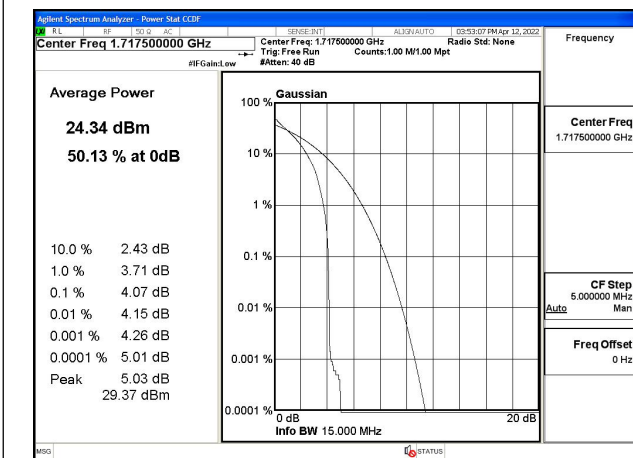 Agilent Spectrum Analyzer - Power Stat CCDF
RL RF 50 Ω AC SENSE:INT ALIGN AUTO 03:53:07 PM Apr 12, 2022
Center Freq 1.717500000 GHz
Center Freq: 1.717500000 GHz Radio Std: None
Trig: Free Run Counts:1.00 M/1.00 Mpt
#IFGain:Low #Atten: 40 dB
Frequency
Average Power
24.34 dBm
50.13 % at 0dB
10.0 % 2.43 dB
1.0 % 3.71 dB
0.1 % 4.07 dB
0.01 % 4.15 dB
0.001 % 4.26 dB
0.0001 % 5.01 dB
Peak 5.03 dB
29.37 dBm
Gaussian
100 %
10 %
1 %
0.1 %
0.01 %
0.001 %
0.0001 %
0 dB 20 dB
Info BW 15.000 MHz
Center Freq
1.717500000 GHz
CF Step
5.000000 MHz
Auto Man
Freq Offset
0 Hz
MSG STATUS